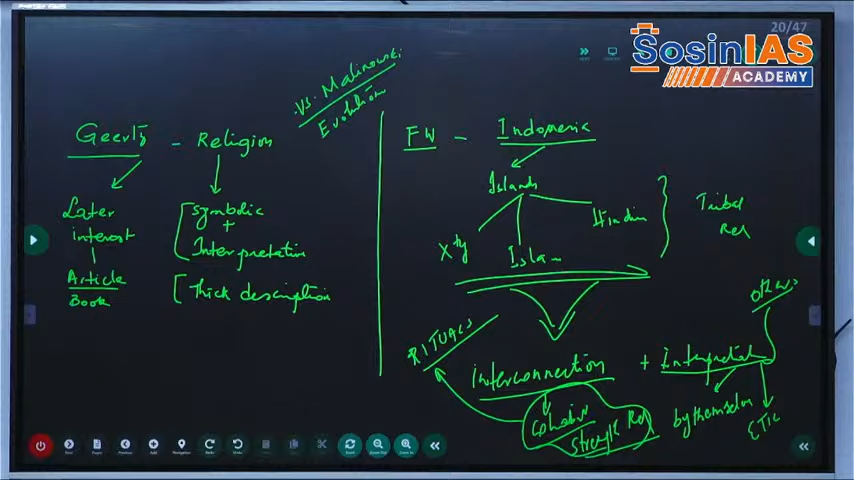 20/47
SosinIAS
ACADEMY
.Vs. Malinowski
Evolution
Geertz - Religion
Later
interest
Article
Book
Symbolic
+
Interpretative
Thick description
FW - Indonesia
Islands
Xty
Islam
Hindu
Tribal
Rel
others
RITUALS
Interconnection + Interpretation
Cohesion
Strength Rel
by themselves
ETIC